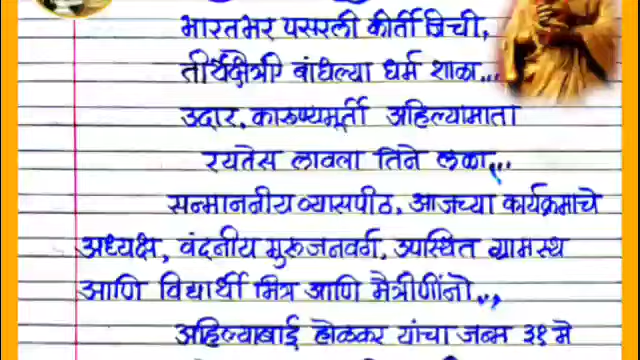 भारतभर पसरली कीर्ती जिची,
तीर्थक्षेत्री बांधल्या धर्म शाळा...
उदार, कारुण्यमूर्ती अहिल्यामाता
रयतेस लावला तिने लळा...
सन्माननीय व्यासपीठ, आजच्या कार्यक्रमाचे
अध्यक्ष, वंदनीय गुरुजनवर्ग, उपस्थित ग्रामस्थ
आणि विद्यार्थी मित्र आणि मैत्रीणींनो..,
अहिल्याबाई होळकर यांचा जन्म ३१ मे